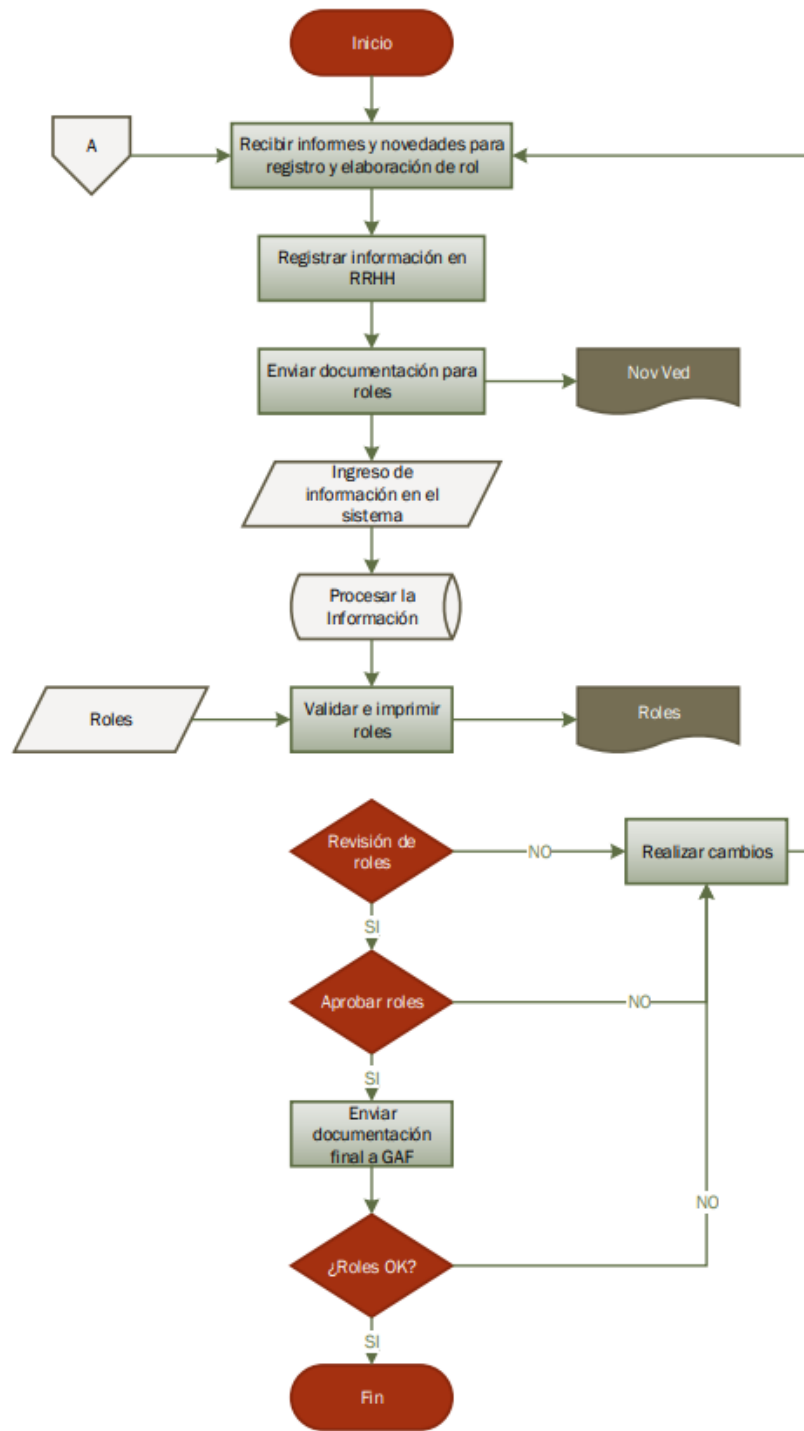 Inicio
A
Recibir informes y novedades para
registro y elaboración de rol
Registrar información en
RRHH
Enviar documentación para
roles
Nov Ved
Ingreso de
información en el
sistema
Procesar la
Información
Roles
Validar e imprimir
roles
Roles
Revisión de
roles
NO
Realizar cambios
SI
Aprobar roles
NO
SI
Enviar
documentación
final a GAF
NO
¿Roles OK?
SI
Fin